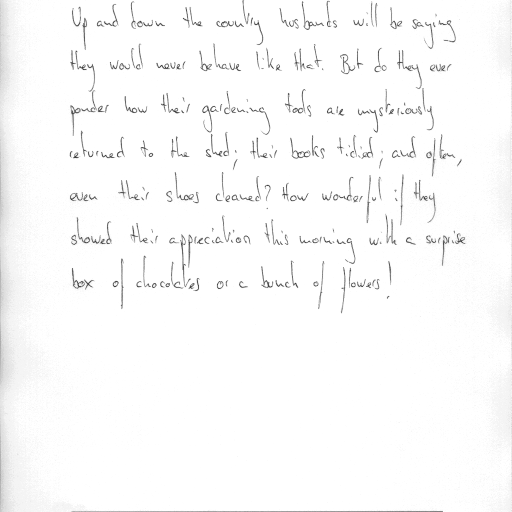 Up and down the country husbands will be saying
they would never behave like that. But do they ever
ponder how their gardening tools are mysteriously
returned to the shed; their books tidied; and often,
even their shoes cleaned? How wonderful if they
showed their appreciation this morning with a surprise
box of chocolates or a bunch of flowers!